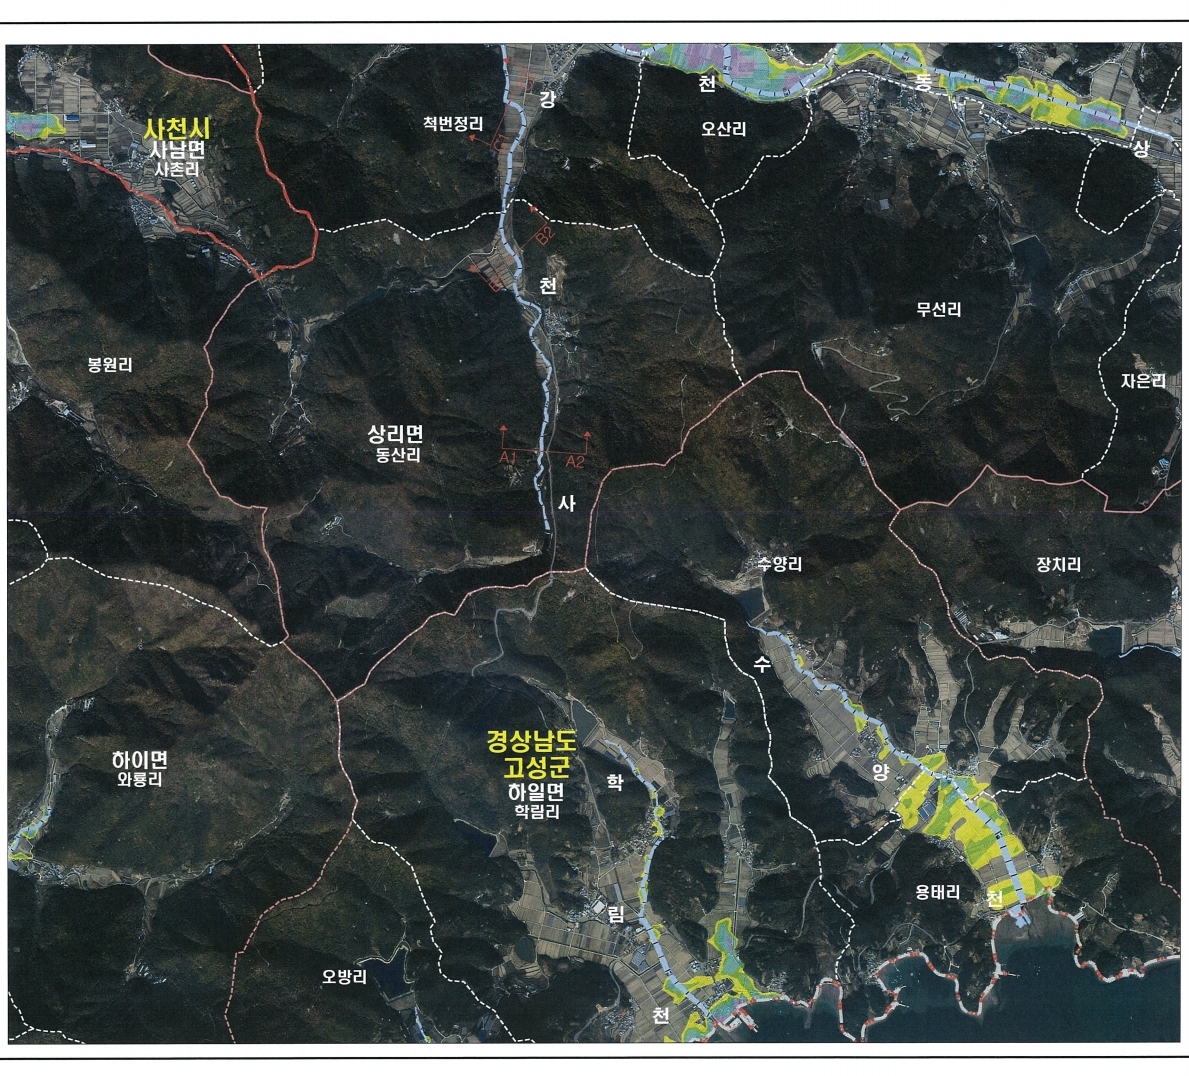 강
천
동
상
척번정리
오산리
사천시
사남면
사촌리
B2
천
무선리
봉원리
자은리
상리면
동산리
A1
A2
사
수양리
장치리
수
경상남도
고성군
하일면
학림리
하이면
와룡리
학
양
용태리
천
림
오방리
천